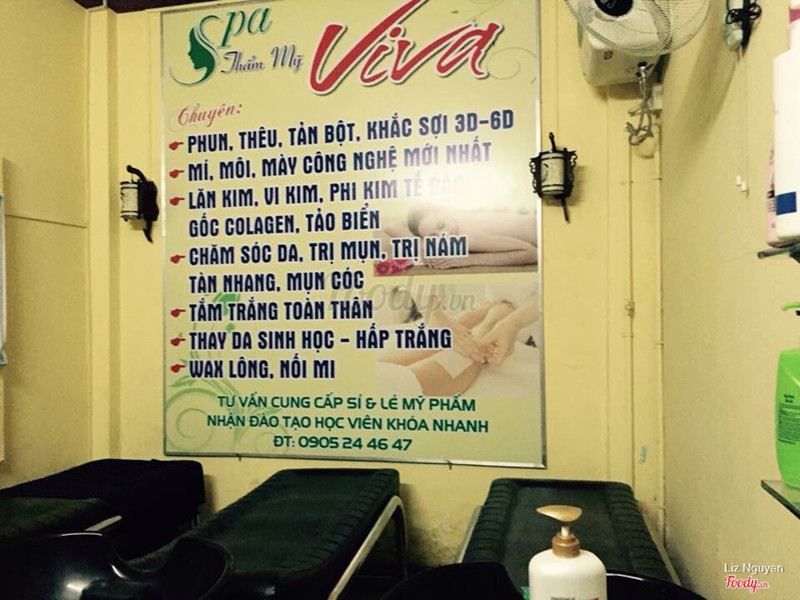 Spa
Thẩm Mỹ
Viva
Chuyên:
PHUN, THÊU, TÁN BỘT, KHẮC SỢI 3D-6D
MÍ, MÔI, MÀY CÔNG NGHỆ MỚI NHẤT
LĂN KIM, VI KIM, PHI KIM TẾ BÀO
GỐC COLAGEN, TẢO BIỂN
CHĂM SÓC DA, TRỊ MỤN, TRỊ NÁM
TÀN NHANG, MỤN CÓC
TẮM TRẮNG TOÀN THÂN
THAY DA SINH HỌC - HẤP TRẮNG
WAX LÔNG, NỐI MI
TƯ VẤN CUNG CẤP SỈ & LẺ MỸ PHẨM
NHẬN ĐÀO TẠO HỌC VIÊN KHÓA NHANH
ĐT: 0905 24 46 47
Foody.vn
Liz Nguyen
Foody.vn